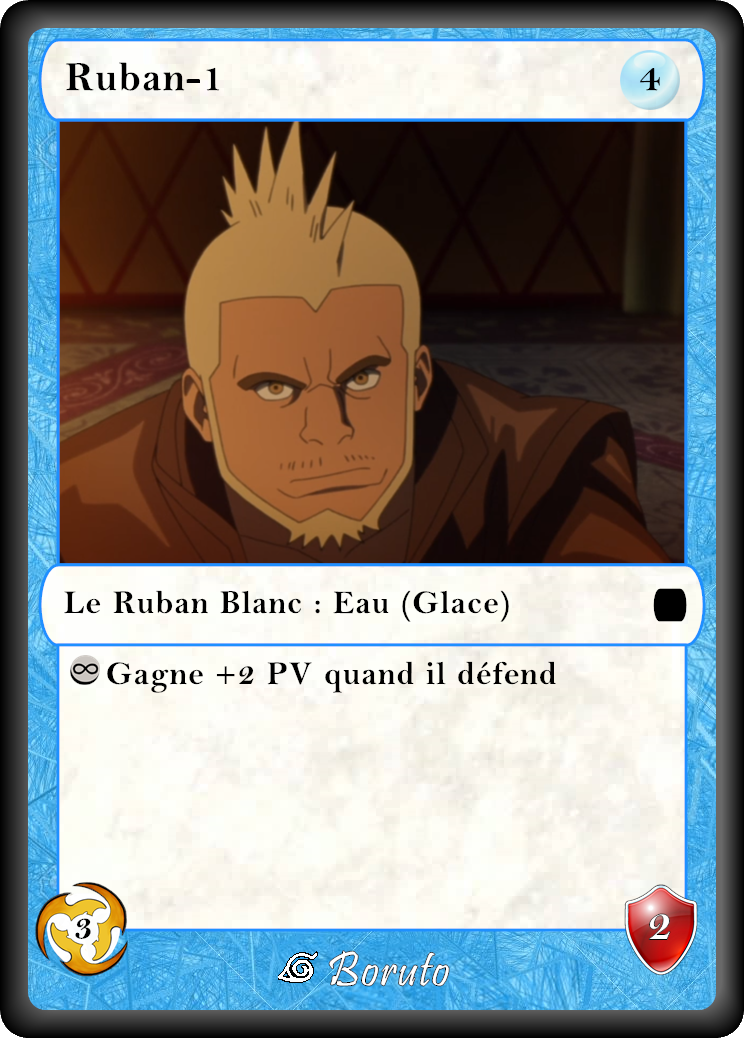 Ruban-1
4
Le Ruban Blanc : Eau (Glace)
∞ Gagne +2 PV quand il défend
3
2
Boruto